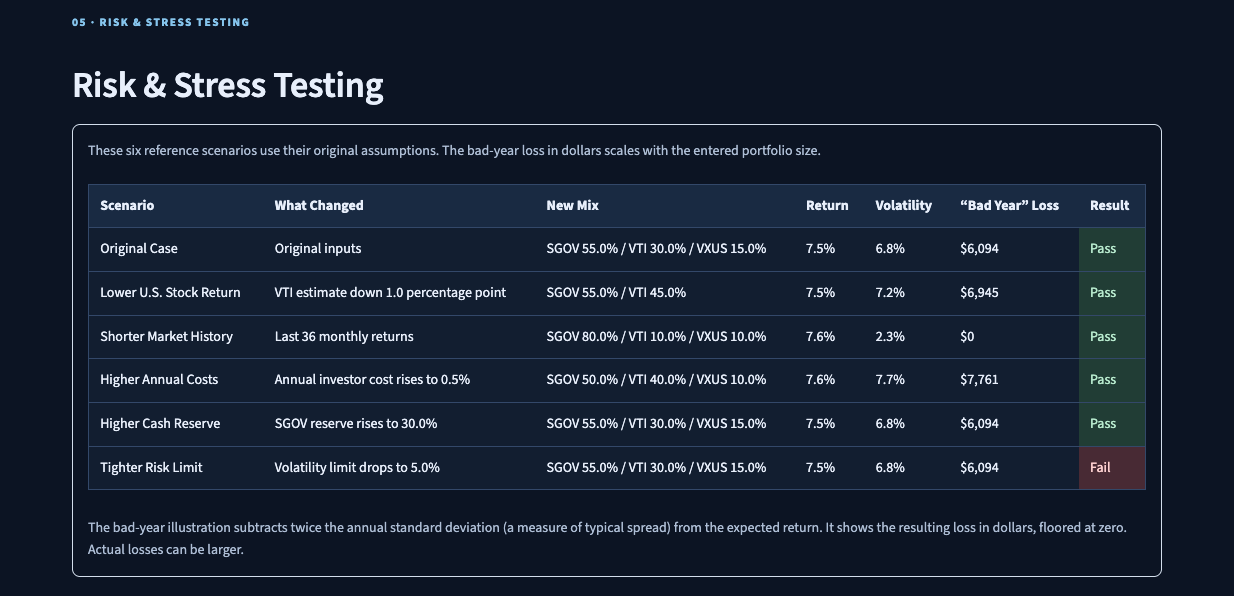 05 · RISK & STRESS TESTING
Risk & Stress Testing
These six reference scenarios use their original assumptions. The bad-year loss in dollars scales with the entered portfolio size.
Scenario What Changed New Mix Return Volatility “Bad Year” Loss Result
Original Case Original inputs SGOV 55.0% / VTI 30.0% / VXUS 15.0% 7.5% 6.8% $6,094 Pass
Lower U.S. Stock Return VTI estimate down 1.0 percentage point SGOV 55.0% / VTI 45.0% 7.5% 7.2% $6,945 Pass
Shorter Market History Last 36 monthly returns SGOV 80.0% / VTI 10.0% / VXUS 10.0% 7.6% 2.3% $0 Pass
Higher Annual Costs Annual investor cost rises to 0.5% SGOV 50.0% / VTI 40.0% / VXUS 10.0% 7.6% 7.7% $7,761 Pass
Higher Cash Reserve SGOV reserve rises to 30.0% SGOV 55.0% / VTI 30.0% / VXUS 15.0% 7.5% 6.8% $6,094 Pass
Tighter Risk Limit Volatility limit drops to 5.0% SGOV 55.0% / VTI 30.0% / VXUS 15.0% 7.5% 6.8% $6,094 Fail
The bad-year illustration subtracts twice the annual standard deviation (a measure of typical spread) from the expected return. It shows the resulting loss in dollars, floored at zero.
Actual losses can be larger.